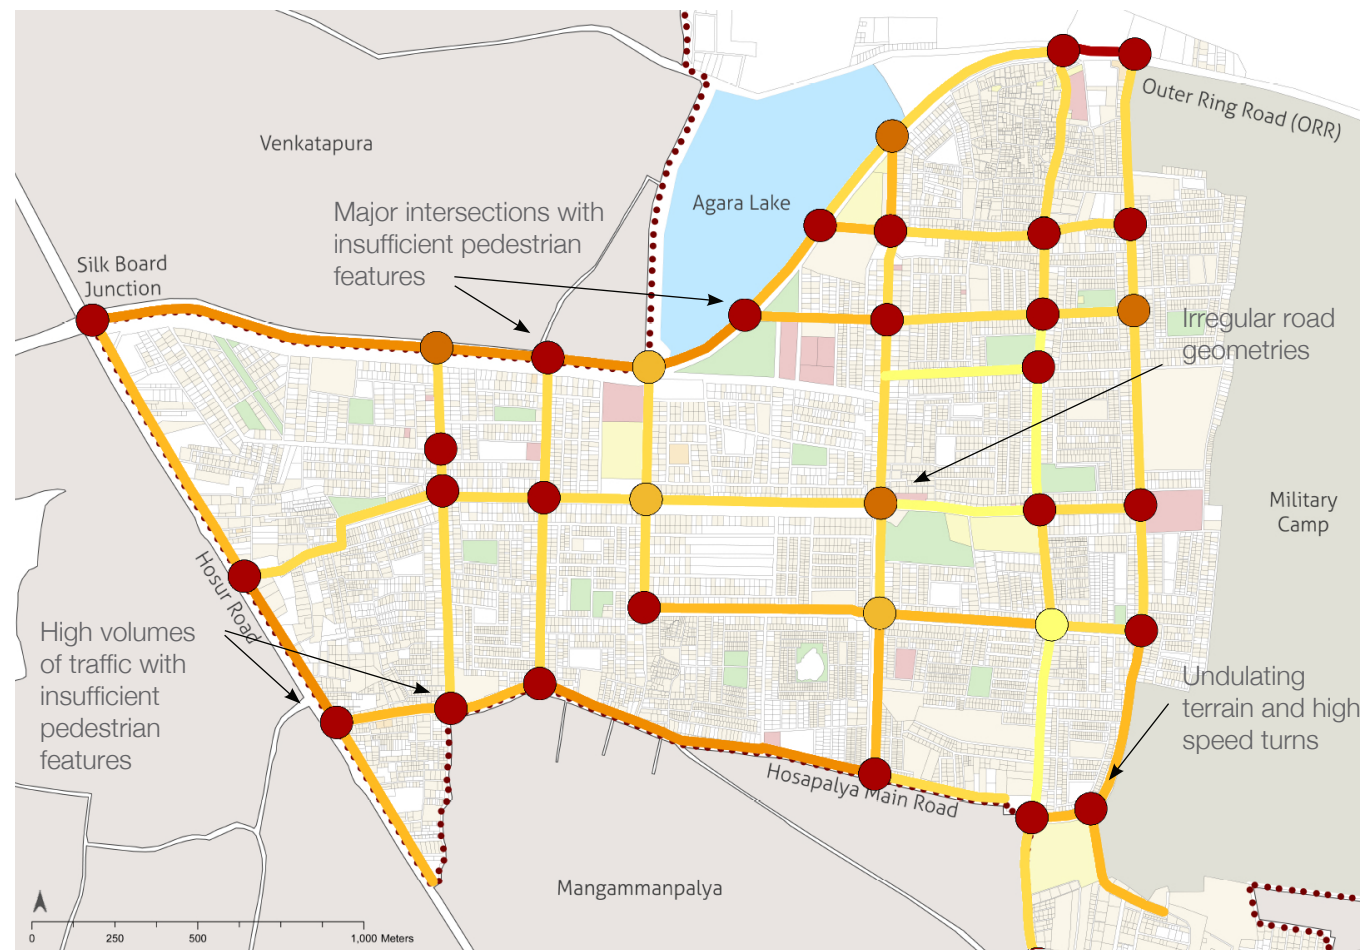 Outer Ring Road (ORR)
Venkatapura
Agara Lake
Major intersections with
insufficient pedestrian
features
Silk Board
Junction
Irregular road
geometries
Military
Camp
Hosur Road
High volumes
of traffic with
insufficient
pedestrian
features
Undulating
terrain and high
speed turns
Hosapalya Main Road
Mangammanpalya
0 250 500 1,000 Meters